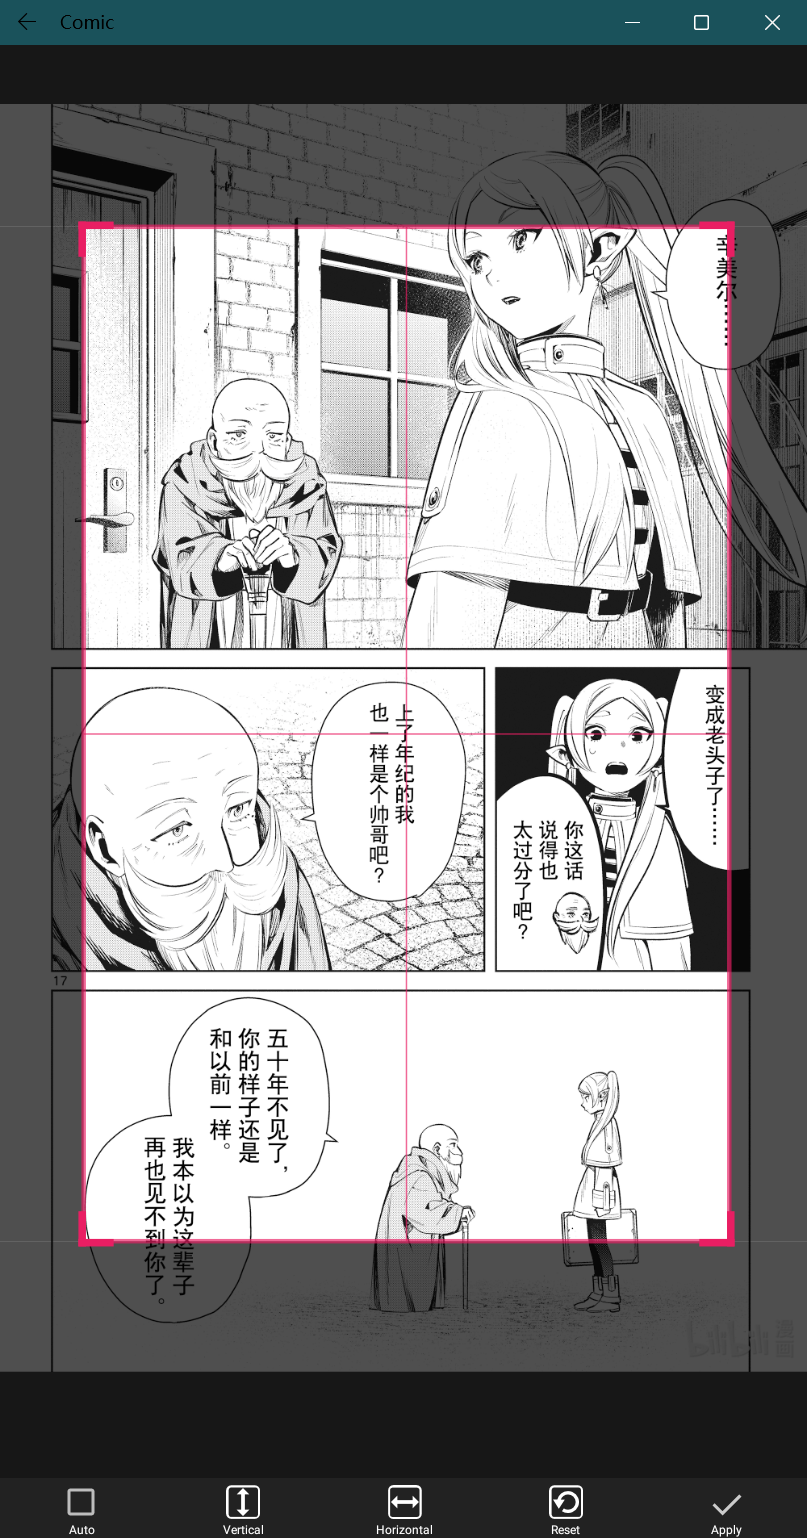 Comic
辛美尔……
变成老头子了……
你这话
说得也
太过分了吧？
上了年纪的我
也一样是个帅哥吧？
17
五十年不见了，
你的样子还是
和以前一样。
我本以为这辈子
再也见不到你了。
bilibili 漫画
Auto
Vertical
Horizontal
Reset
Apply